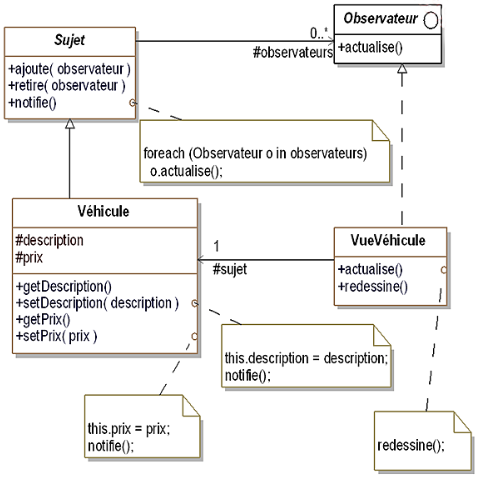 Sujet
+ajoute( observateur )
+retire( observateur )
+notifie()
0..*
#observateurs
Observateur
+actualise()
foreach (Observateur o in observateurs)
o.actualise();
Véhicule
#description
#prix
+getDescription()
+setDescription( description )
+getPrix()
+setPrix( prix )
1
#sujet
VueVéhicule
+actualise()
+redessine()
this.description = description;
notifie();
this.prix = prix;
notifie();
redessine();